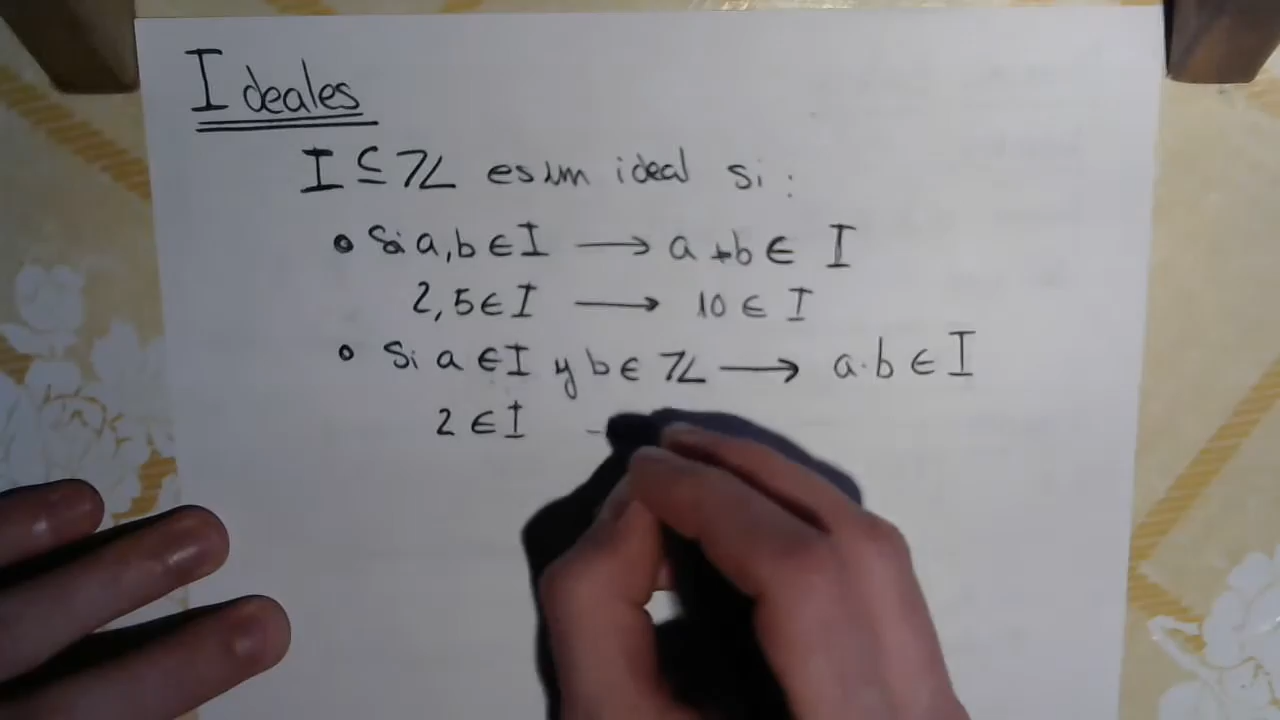 Ideales
I ⊆ ℤ es un ideal si:
• Si a, b ∈ I ⟶ a + b ∈ I
2, 5 ∈ I ⟶ 10 ∈ I
• Si a ∈ I y b ∈ ℤ ⟶ a·b ∈ I
2 ∈ I